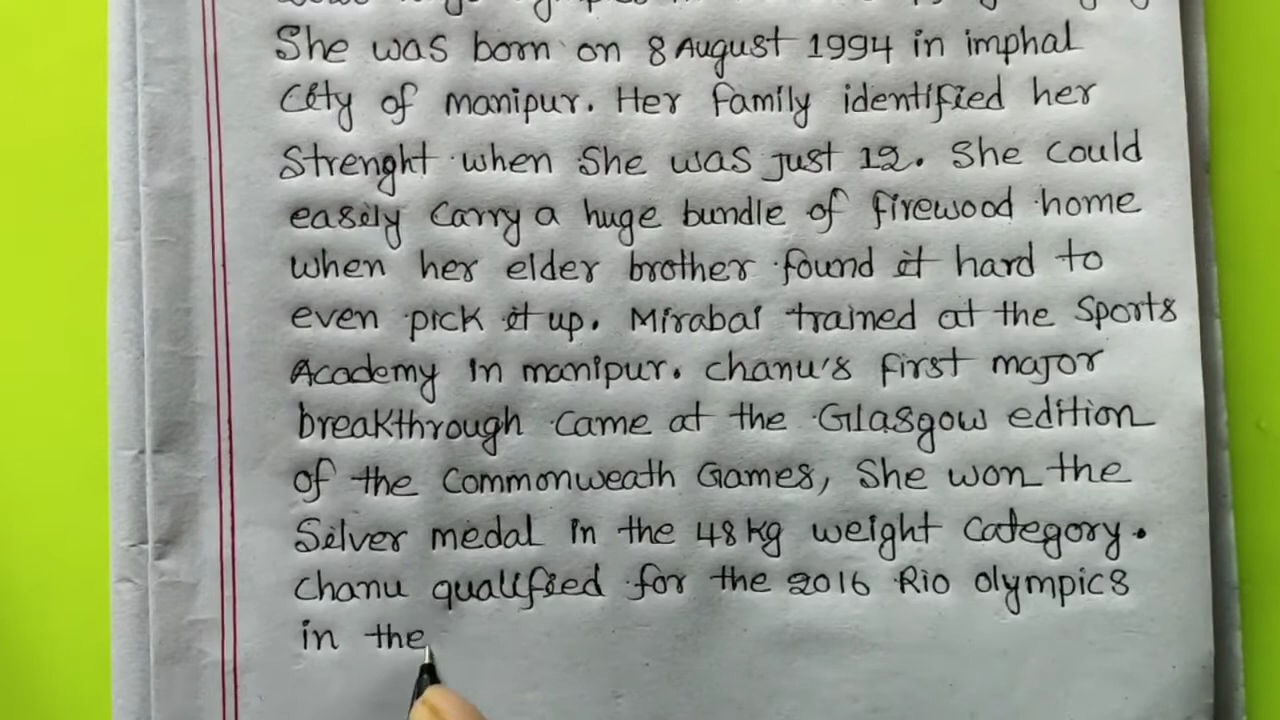 She was born on 8 August 1994 in imphal
City of manipur. Her family identified her
Strenght when She was just 12. She Could
easily Carry a huge bundle of firewood home
when her elder brother found it hard to
even pick it up. Mirabai trained at the Sports
Academy in manipur. Chanu's first major
breakthrough came at the Glasgow edition
of the Commonweath Games, She won the
Silver medal in the 48 kg weight Category.
Chanu qualified for the 2016 Rio Olympics
in the